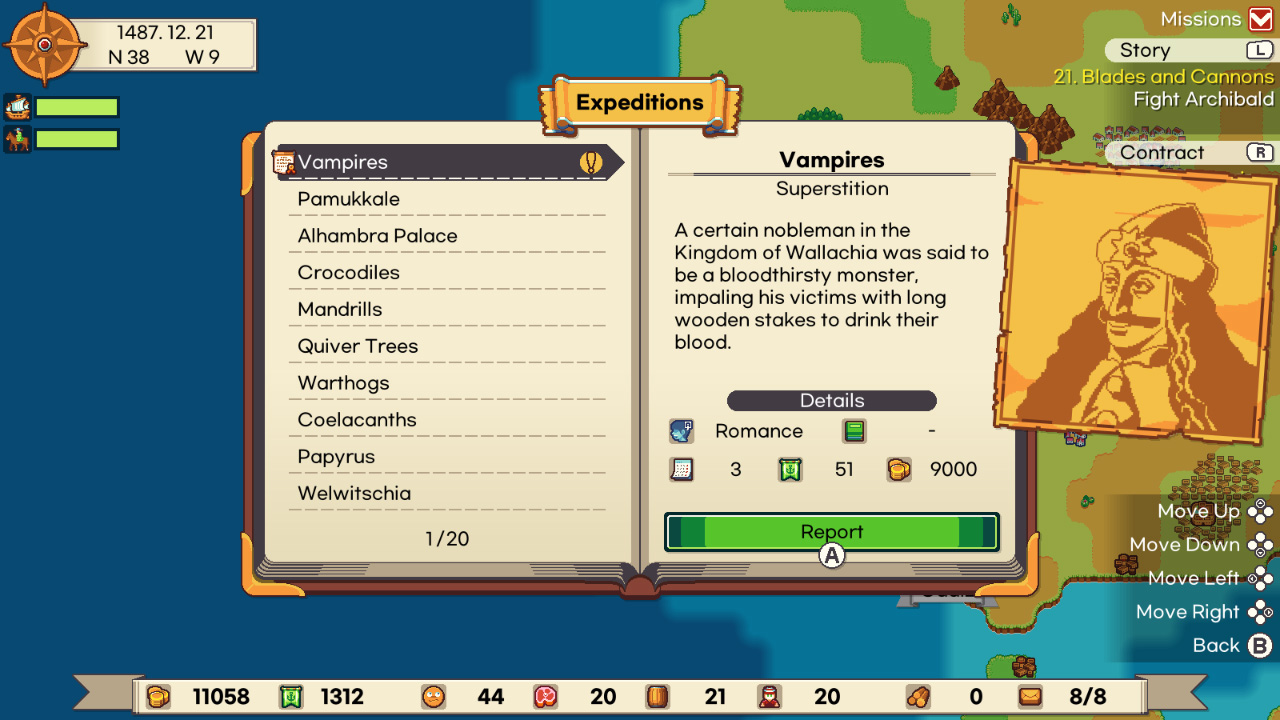 1487. 12. 21
N 38 W 9
Missions
Story L
21. Blades and Cannons
Fight Archibald
Contract R
Expeditions
Vampires
Pamukkale
Alhambra Palace
Crocodiles
Mandrills
Quiver Trees
Warthogs
Coelacanths
Papyrus
Welwitschia
1/20
Vampires
Superstition
A certain nobleman in the
Kingdom of Wallachia was said to
be a bloodthirsty monster,
impaling his victims with long
wooden stakes to drink their
blood.
Details
Romance -
3 51 9000
Report
A
Move Up
Move Down
Move Left
Move Right
Back B
11058 1312 44 20 21 20 0 8/8